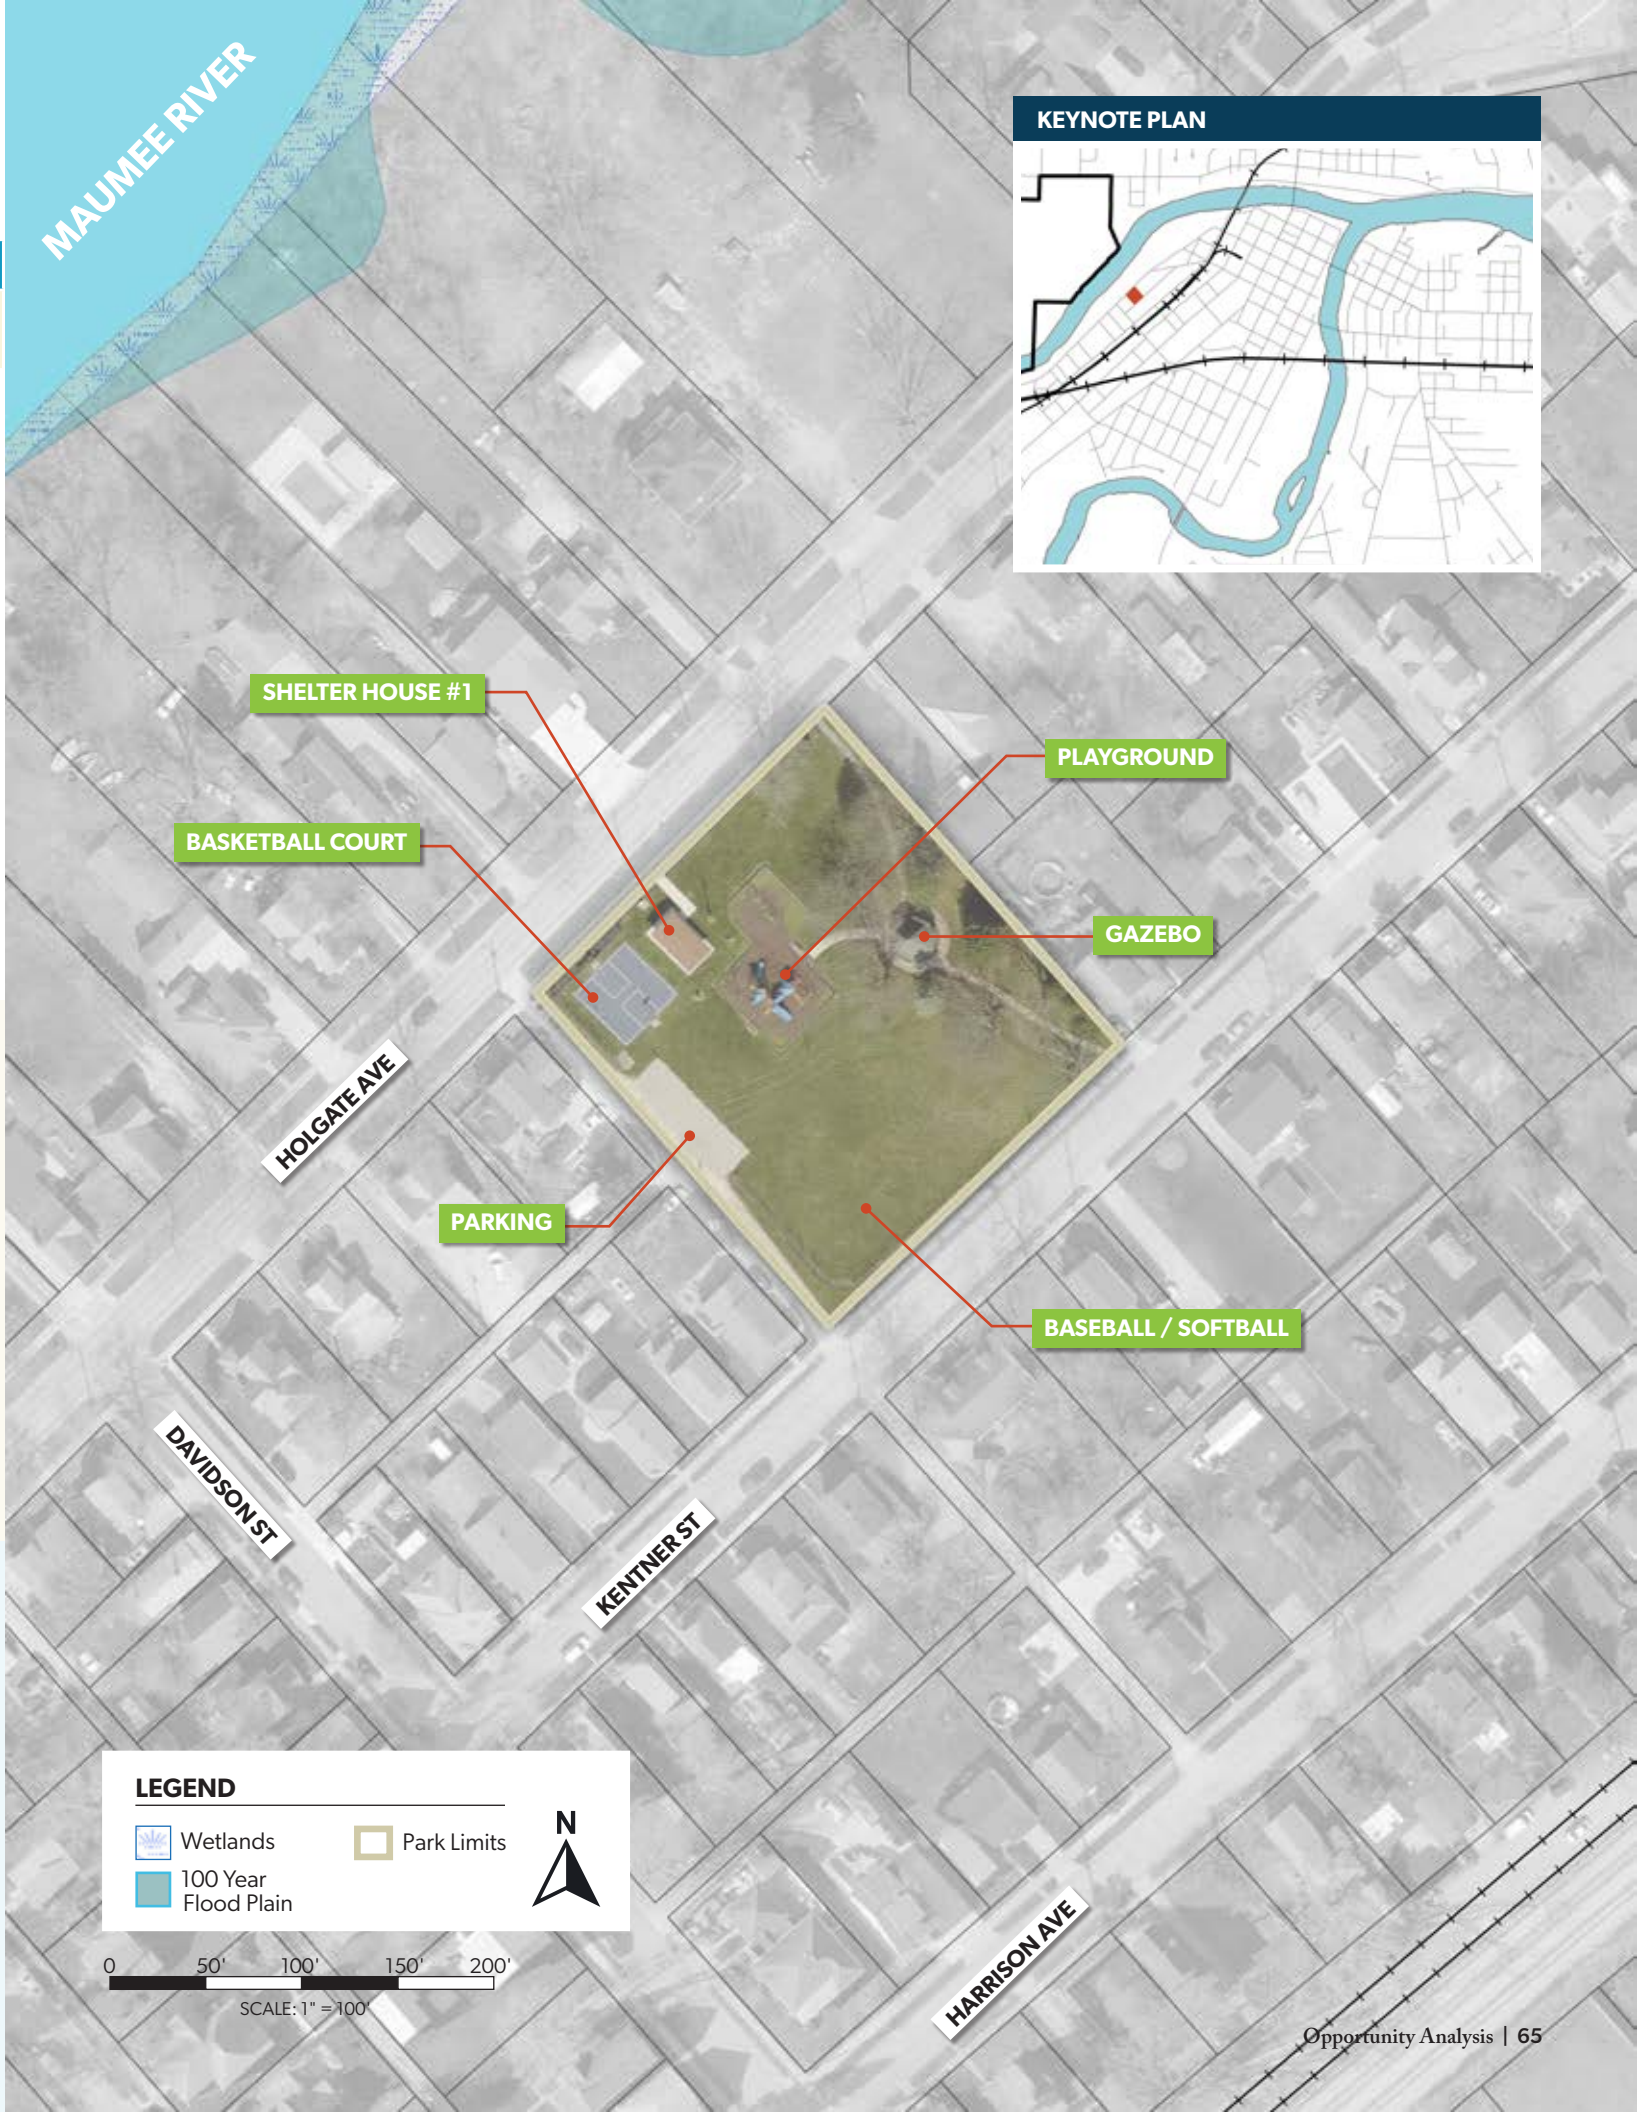 MAUMEE RIVER
KEYNOTE PLAN
SHELTER HOUSE #1
PLAYGROUND
BASKETBALL COURT
GAZEBO
HOLGATE AVE
PARKING
BASEBALL / SOFTBALL
DAVIDSON ST
KENTNER ST
LEGEND
Wetlands
Park Limits
100 Year
Flood Plain
N
HARRISON AVE
0 50' 100' 150' 200'
SCALE: 1" = 100'
Opportunity Analysis | 65